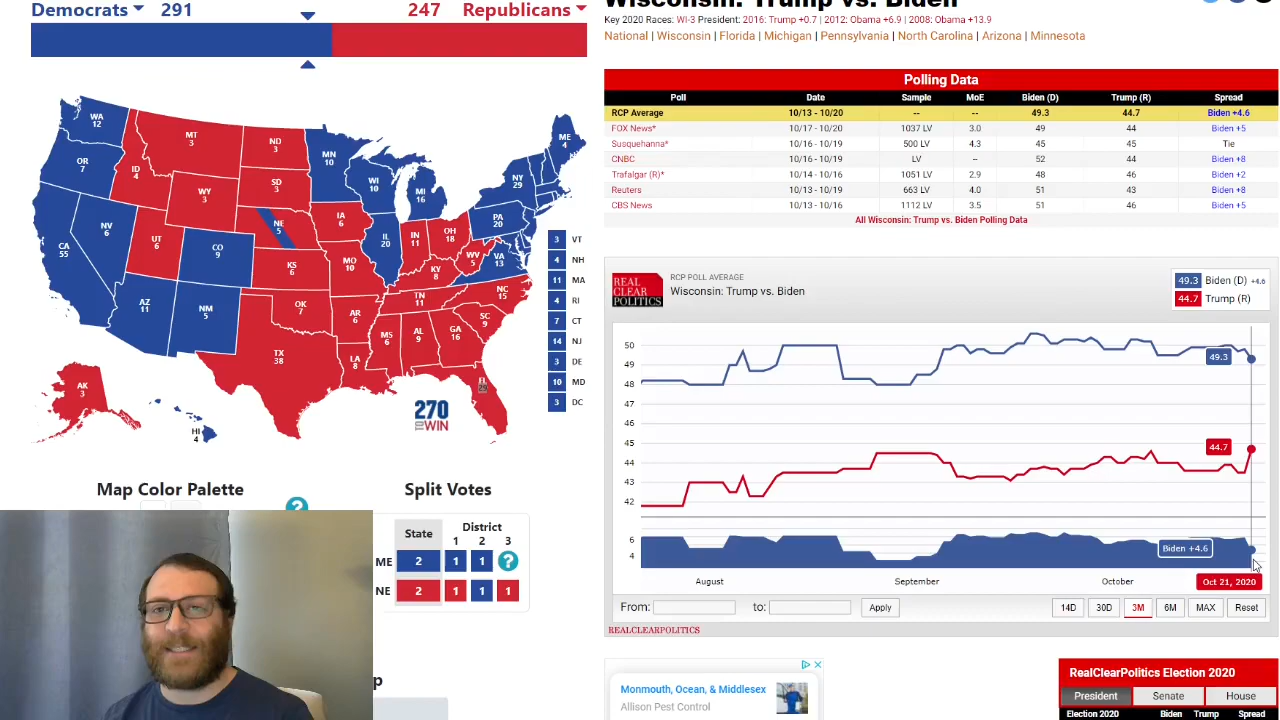 Democrats 291
247 Republicans
WA
12
OR
7
CA
55
NV
6
ID
4
MT
3
WY
3
UT
6
AZ
11
CO
9
NM
5
ND
3
SD
3
NE
5
KS
6
OK
7
TX
38
MN
10
IA
6
MO
10
AR
6
LA
8
WI
10
IL
20
MI
16
IN
11
OH
18
KY
8
TN
11
MS
6
AL
9
GA
16
SC
9
NC
15
VA
13
WV
5
PA
20
NY
29
ME
4
AK
3
HI
4
3 VT
4 NH
11 MA
4 RI
7 CT
14 NJ
3 DE
10 MD
3 DC
270
TO
WIN
Map Color Palette
?
Split Votes
State
District
1 2 3
ME 2 1 1 ?
NE 2 1 1 1
p
Wisconsin: Trump vs. Biden
Key 2020 Races: WI-3 President: 2016: Trump +0.7 | 2012: Obama +6.9 | 2008: Obama +13.9
National | Wisconsin | Florida | Michigan | Pennsylvania | North Carolina | Arizona | Minnesota
Polling Data
Poll Date Sample MoE Biden (D) Trump (R) Spread
RCP Average 10/13 - 10/20 -- -- 49.3 44.7 Biden +4.6
FOX News* 10/17 - 10/20 1037 LV 3.0 49 44 Biden +5
Susquehanna* 10/16 - 10/19 500 LV 4.3 45 45 Tie
CNBC 10/16 - 10/19 LV -- 52 44 Biden +8
Trafalgar (R)* 10/14 - 10/16 1051 LV 2.9 48 46 Biden +2
Reuters 10/13 - 10/19 663 LV 4.0 51 43 Biden +8
CBS News 10/13 - 10/16 1112 LV 3.5 51 46 Biden +5
All Wisconsin: Trump vs. Biden Polling Data
REAL
CLEAR
POLITICS
RCP POLL AVERAGE
Wisconsin: Trump vs. Biden
49.3 Biden (D) +4.6
44.7 Trump (R)
50
49
48
47
46
45
44
43
42
6
4
49.3
44.7
Biden +4.6
August September October
Oct 21, 2020
From: to: Apply 14D 30D 3M 6M MAX Reset
REALCLEARPOLITICS
Monmouth, Ocean, & Middlesex
Allison Pest Control
RealClearPolitics Election 2020
President Senate House
Election 2020 Biden Trump Spread